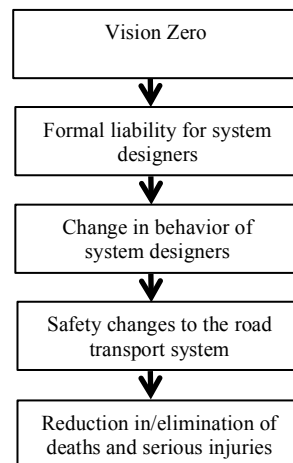 Vision Zero
Formal liability for system
designers
Change in behavior of
system designers
Safety changes to the road
transport system
Reduction in/elimination of
deaths and serious injuries